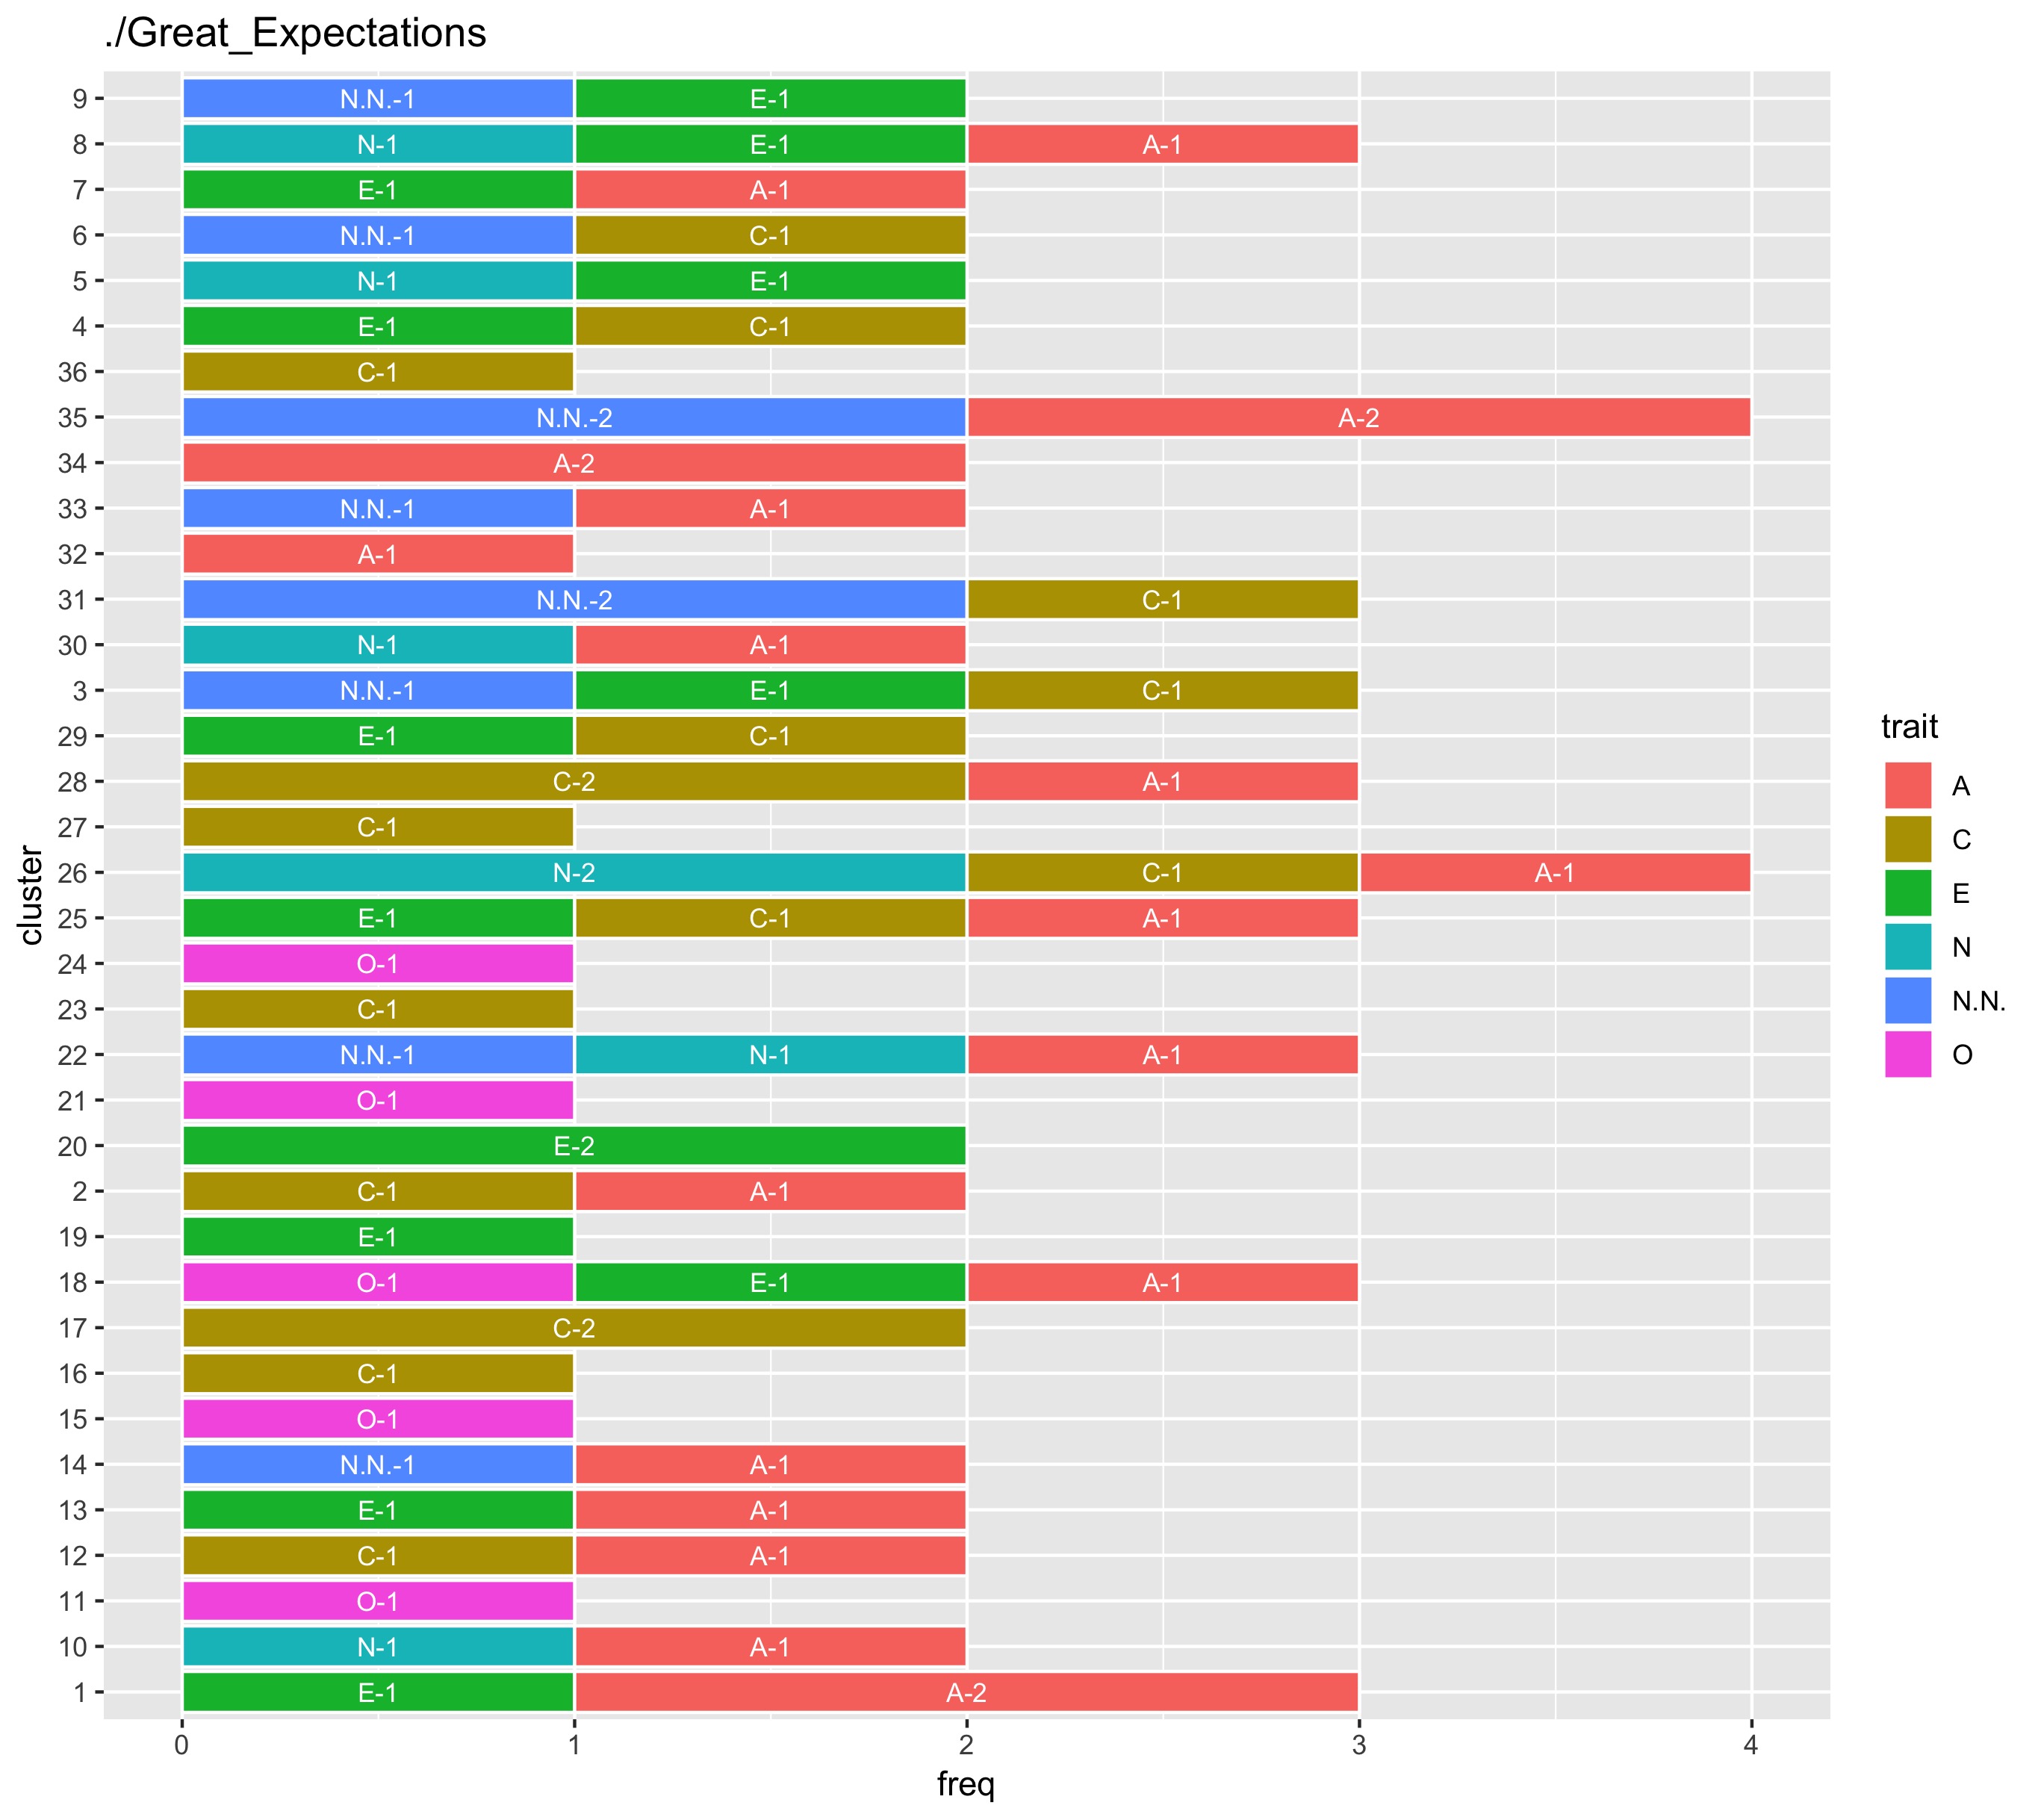 ./Great_Expectations
9 N.N.-1 E-1
8 N-1 E-1 A-1
7 E-1 A-1
6 N.N.-1 C-1
5 N-1 E-1
4 E-1 C-1
36 C-1
35 N.N.-2 A-2
34 A-2
33 N.N.-1 A-1
32 A-1
31 N.N.-2 C-1
30 N-1 A-1
3 N.N.-1 E-1 C-1
29 E-1 C-1
28 C-2 A-1
27 C-1
26 N-2 C-1 A-1
25 E-1 C-1 A-1
24 O-1
23 C-1
22 N.N.-1 N-1 A-1
21 O-1
20 E-2
2 C-1 A-1
19 E-1
18 O-1 E-1 A-1
17 C-2
16 C-1
15 O-1
14 N.N.-1 A-1
13 E-1 A-1
12 C-1 A-1
11 O-1
10 N-1 A-1
1 E-1 A-2
0 1 2 3 4
freq
cluster
trait
A
C
E
N
N.N.
O